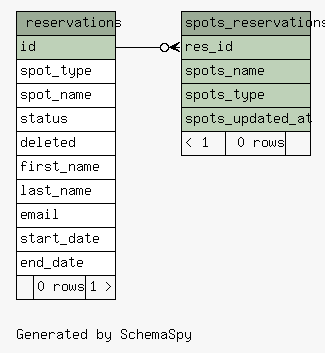 reservations
id
spot_type
spot_name
status
deleted
first_name
last_name
email
start_date
end_date
0 rows 1 >
spots_reservations
res_id
spots_name
spots_type
spots_updated_at
< 1 0 rows
Generated by SchemaSpy